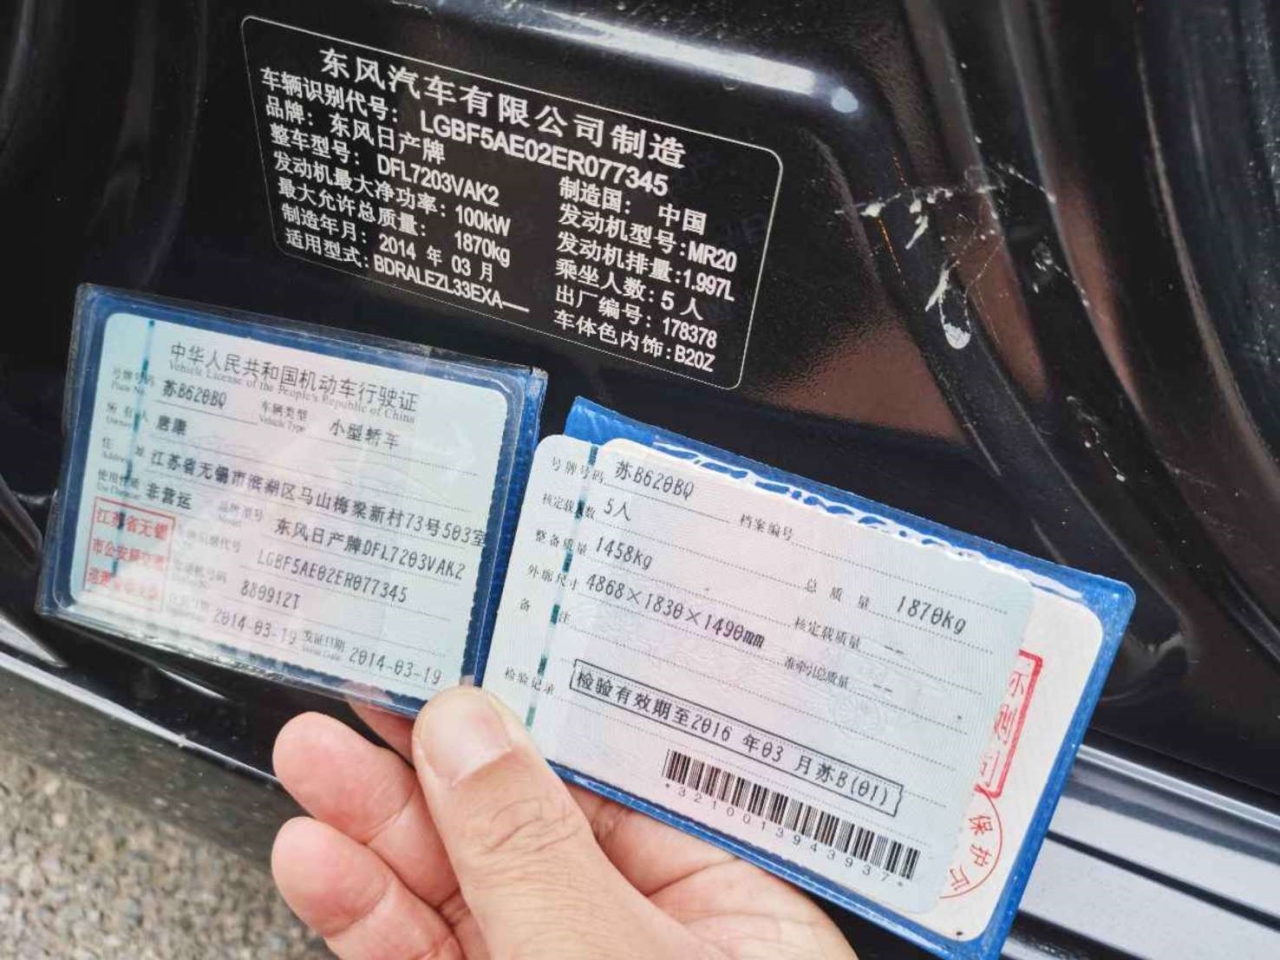 东风汽车有限公司制造
车辆识别代号: LGBF5AE02ER077345
品牌: 东风日产牌
制造国: 中国
整车型号: DFL7203VAK2
发动机型号:MR20
发动机最大净功率: 100kW
发动机排量:1.997L
最大允许总质量: 1870kg
乘坐人数: 5 人
制造年月: 2014 年 03 月
出厂编号: 178378
适用型式: BDRALEZL33EXA—
车体色内饰:B20Z
中华人民共和国机动车行驶证
Vehicle License of the People's Republic of China
号牌号码 苏B620BQ 车辆类型 小型轿车
Plate No. Vehicle Type
所有人 唐康
Owner
住址 江苏省无锡市滨湖区马山梅梁新村73号503室
Address
使用性质 非营运 品牌型号 东风日产牌DFL7203VAK2
Use Character Model
车辆识别代号 LGBF5AE02ER077345
发动机号码 880912T
2014-03-19 发证日期 2014-03-19
Issue Date
江苏省无锡
市公安局交通
号牌号码 苏B620BQ 档案编号
核定载人数 5人 总质量 1870kg
整备质量 1458kg 核定载质量 --
外廓尺寸 4868×1830×1490mm 准牵引总质量 --
备注
检验记录 检验有效期至2016 年03 月苏B(01)
*3210013943937*
保护